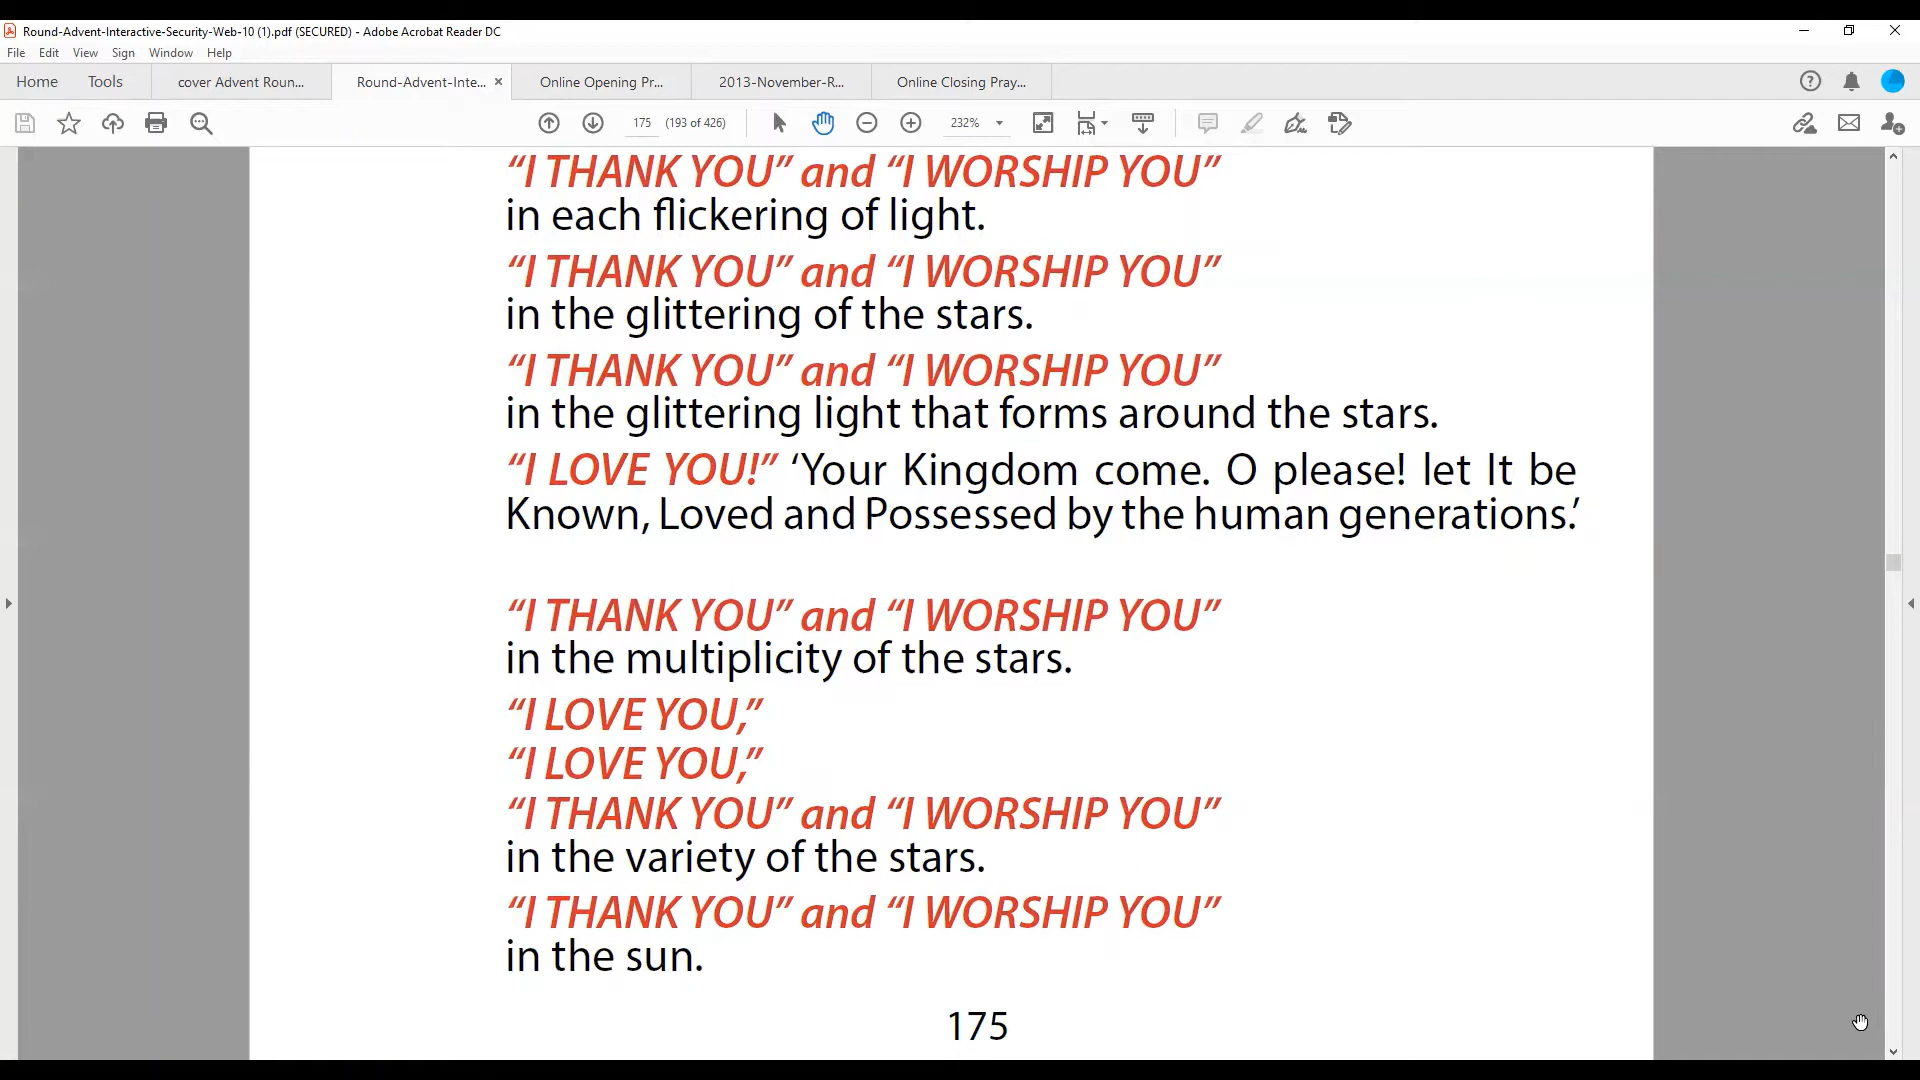 Round-Advent-Interactive-Security-Web-10 (1).pdf (SECURED) - Adobe Acrobat Reader DC
File Edit View Sign Window Help
Home Tools cover Advent Roun... Round-Advent-Inte... Online Opening Pr... 2013-November-R... Online Closing Pray...
175 (193 of 426) 232%
“I THANK YOU” and “I WORSHIP YOU”
in each flickering of light.
“I THANK YOU” and “I WORSHIP YOU”
in the glittering of the stars.
“I THANK YOU” and “I WORSHIP YOU”
in the glittering light that forms around the stars.
“I LOVE YOU!” ‘Your Kingdom come. O please! let It be
Known, Loved and Possessed by the human generations.’
“I THANK YOU” and “I WORSHIP YOU”
in the multiplicity of the stars.
“I LOVE YOU,”
“I LOVE YOU,”
“I THANK YOU” and “I WORSHIP YOU”
in the variety of the stars.
“I THANK YOU” and “I WORSHIP YOU”
in the sun.
175